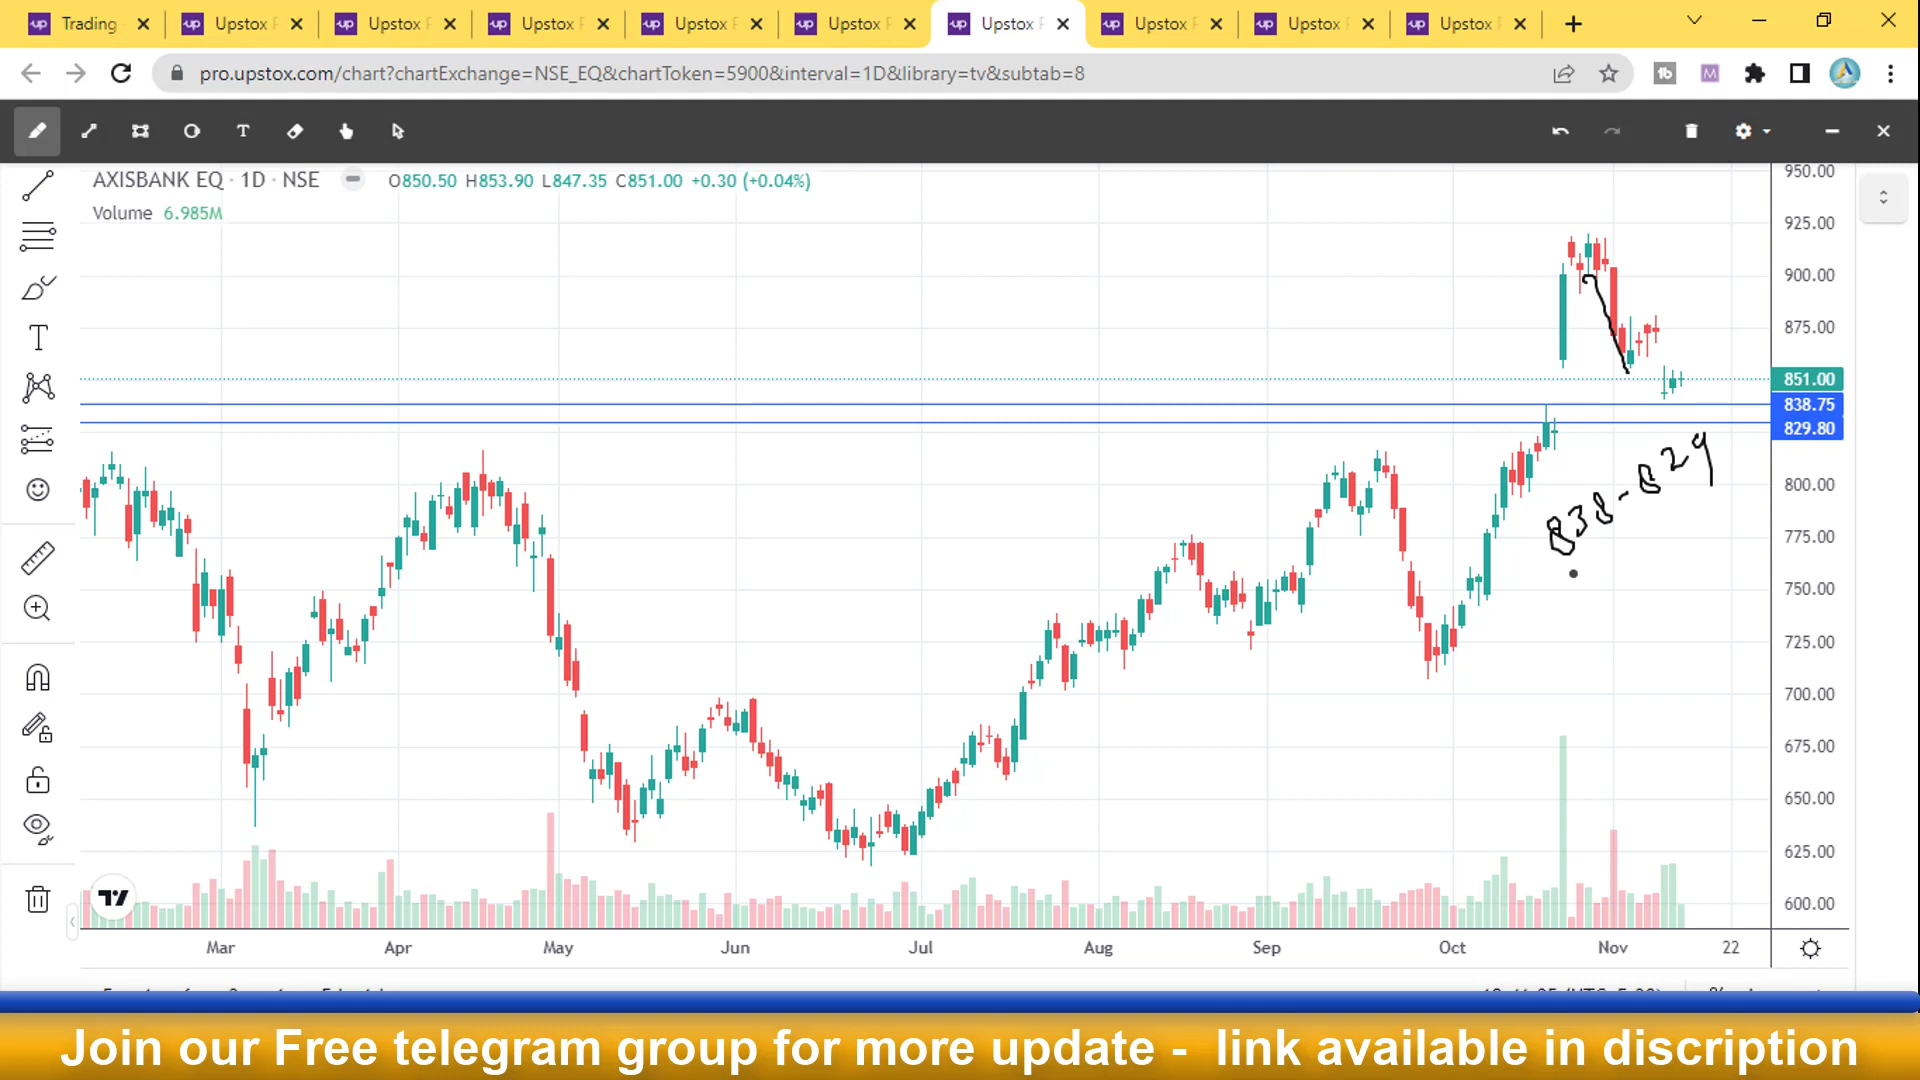 Trading
Upstox
Upstox
Upstox
Upstox
Upstox
Upstox
Upstox
Upstox
Upstox
pro.upstox.com/chart?chartExchange=NSE_EQ&chartToken=5900&interval=1D&library=tv&subtab=8
AXISBANK EQ · 1D · NSE
O850.50 H853.90 L847.35 C851.00 +0.30 (+0.04%)
Volume 6.985M
950.00
925.00
900.00
875.00
851.00
838.75
829.80
800.00
775.00
750.00
725.00
700.00
675.00
650.00
625.00
600.00
838-829
Mar Apr May Jun Jul Aug Sep Oct Nov 22
Join our Free telegram group for more update - link available in discription